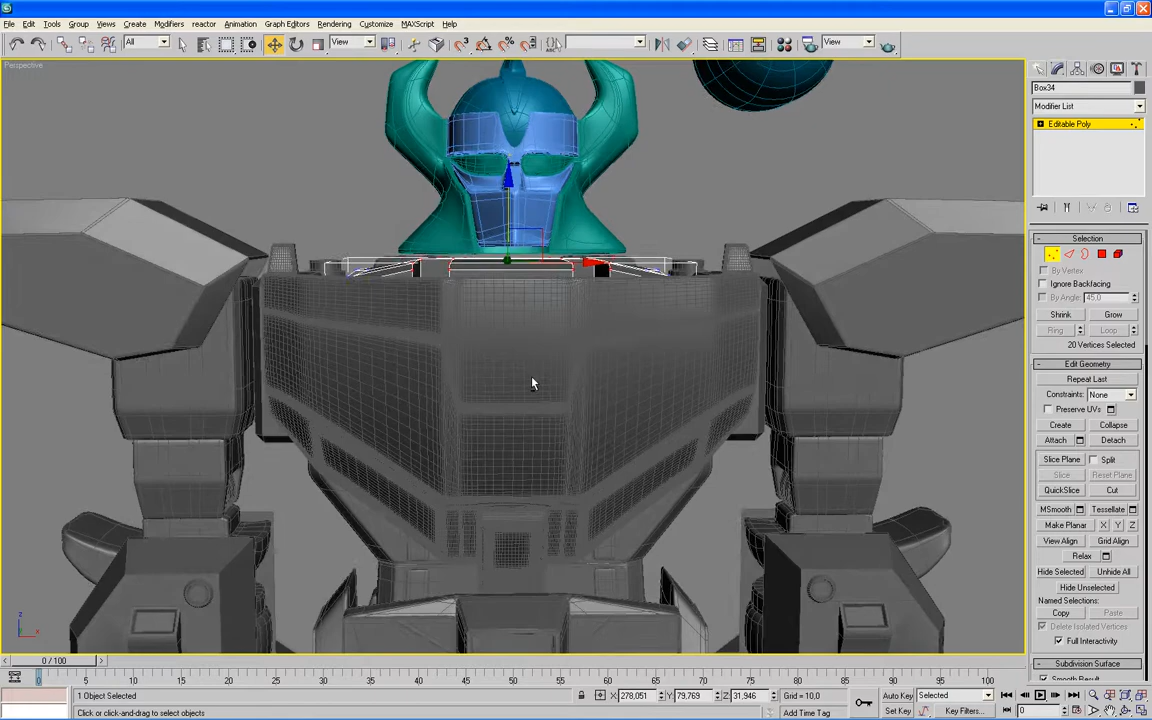 File Edit Tools Group Views Create Modifiers reactor Animation Graph Editors Rendering Customize MAXScript Help
All View View
Perspective
Box34
Modifier List
Editable Poly
Selection
By Vertex
Ignore Backfacing
By Angle: 45,0
Shrink Grow
Ring Loop
20 Vertices Selected
Edit Geometry
Repeat Last
Constraints: None
Preserve UVs
Create Collapse
Attach Detach
Slice Plane Split
Slice Reset Plane
QuickSlice Cut
MSmooth Tessellate
Make Planar X Y Z
View Align Grid Align
Relax
Hide Selected Unhide All
Hide Unselected
Named Selections:
Copy Paste
Delete Isolated Vertices
Full Interactivity
Subdivision Surface
Smooth Result
z
x
0 / 100
0 5 10 15 20 25 30 35 40 45 50 55 60 65 70 75 80 85 90 95 100
1 Object Selected X: 278,051 Y: 79,769 Z: 31,946 Grid = 10,0 Auto Key Selected
Click or click-and-drag to select objects Add Time Tag Set Key Key Filters... 0